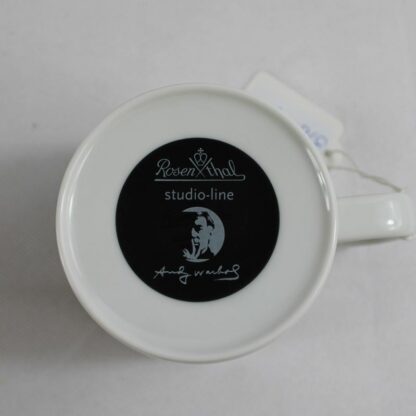 Rosenthal
studio-line
Andy Warhol